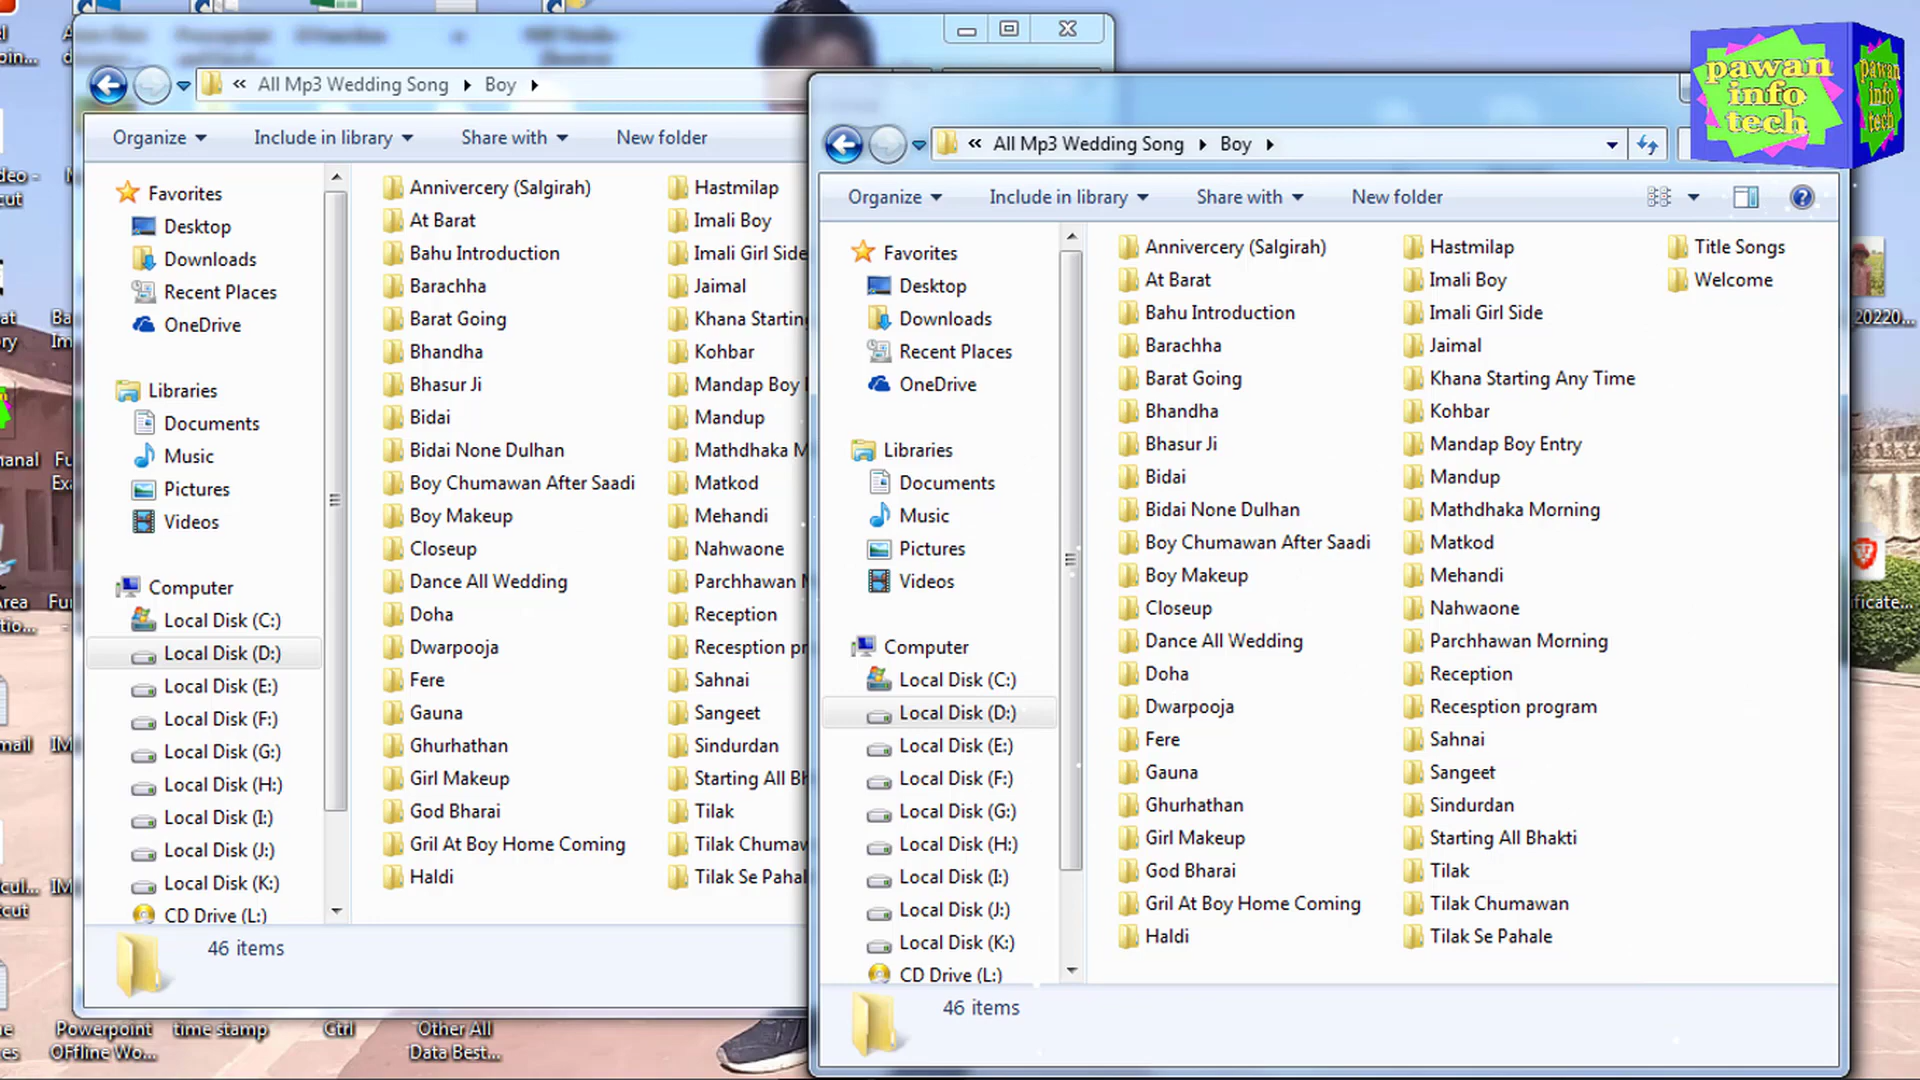 All Mp3 Wedding Song
Boy
Organize
Include in library
Share with
New folder
Favorites
Desktop
Downloads
Recent Places
OneDrive
Libraries
Documents
Music
Pictures
Videos
Computer
Local Disk (C:)
Local Disk (D:)
Local Disk (E:)
Local Disk (F:)
Local Disk (G:)
Local Disk (H:)
Local Disk (I:)
Local Disk (J:)
Local Disk (K:)
CD Drive (L:)
Annivercery (Salgirah)
At Barat
Bahu Introduction
Barachha
Barat Going
Bhandha
Bhasur Ji
Bidai
Bidai None Dulhan
Boy Chumawan After Saadi
Boy Makeup
Closeup
Dance All Wedding
Doha
Dwarpooja
Fere
Gauna
Ghurhathan
Girl Makeup
God Bharai
Gril At Boy Home Coming
Haldi
Hastmilap
Imali Boy
Imali Girl Side
Jaimal
Khana Starting
Kohbar
Mandap Boy
Mandup
Mathdhaka M
Matkod
Mehandi
Nahwaone
Parchhawan M
Reception
Recesption pr
Sahnai
Sangeet
Sindurdan
Starting All Bh
Tilak
Tilak Chumaw
Tilak Se Pahal
46 items
All Mp3 Wedding Song
Boy
Organize
Include in library
Share with
New folder
Favorites
Desktop
Downloads
Recent Places
OneDrive
Libraries
Documents
Music
Pictures
Videos
Computer
Local Disk (C:)
Local Disk (D:)
Local Disk (E:)
Local Disk (F:)
Local Disk (G:)
Local Disk (H:)
Local Disk (I:)
Local Disk (J:)
Local Disk (K:)
CD Drive (L:)
Annivercery (Salgirah)
At Barat
Bahu Introduction
Barachha
Barat Going
Bhandha
Bhasur Ji
Bidai
Bidai None Dulhan
Boy Chumawan After Saadi
Boy Makeup
Closeup
Dance All Wedding
Doha
Dwarpooja
Fere
Gauna
Ghurhathan
Girl Makeup
God Bharai
Gril At Boy Home Coming
Haldi
Hastmilap
Imali Boy
Imali Girl Side
Jaimal
Khana Starting Any Time
Kohbar
Mandap Boy Entry
Mandup
Mathdhaka Morning
Matkod
Mehandi
Nahwaone
Parchhawan Morning
Reception
Recesption program
Sahnai
Sangeet
Sindurdan
Starting All Bhakti
Tilak
Tilak Chumawan
Tilak Se Pahale
Title Songs
Welcome
46 items
pawan
info
tech
pawan
info
tech
Powerpoint
OFfline Wo...
time stamp
Ctrl
Other All
Data Best...